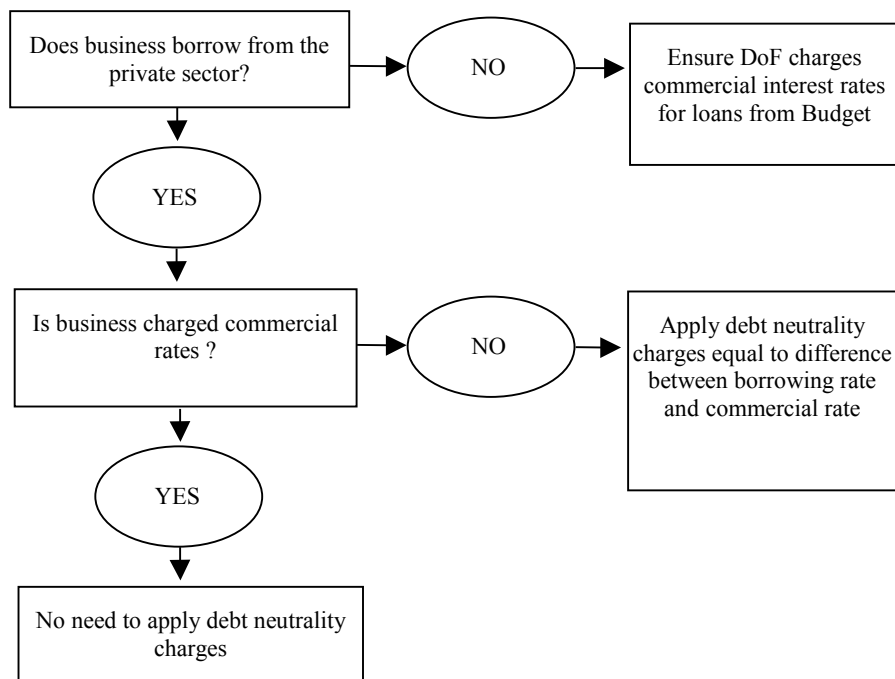 Does business borrow from the
private sector?
NO
Ensure DoF charges
commercial interest rates
for loans from Budget
YES
Is business charged commercial
rates ?
NO
Apply debt neutrality
charges equal to difference
between borrowing rate
and commercial rate
YES
No need to apply debt neutrality
charges